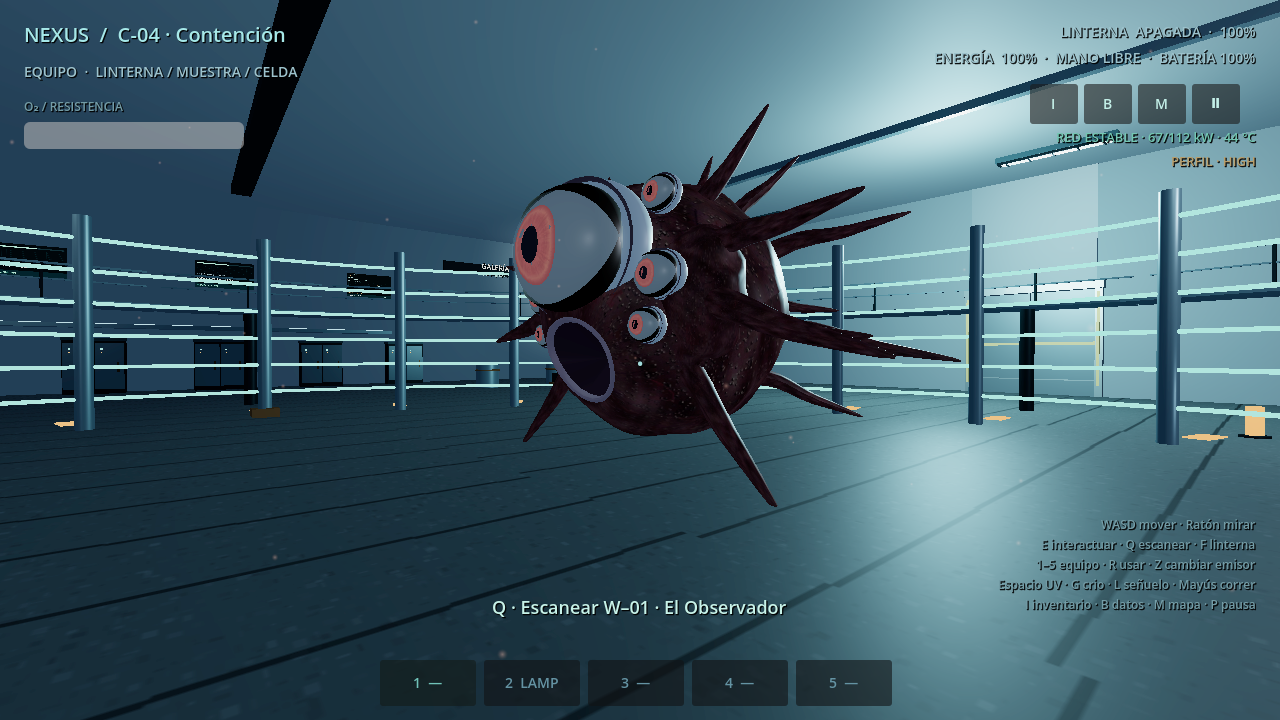 NEXUS / C-04 · Contención
EQUIPO · LINTERNA / MUESTRA / CELDA
O₂ / RESISTENCIA
LINTERNA APAGADA · 100%
ENERGÍA 100% · MANO LIBRE · BATERÍA 100%
I B M II
RED ESTABLE · 67/112 kW · 44 °C
PERFIL · HIGH
GALERÍA
WASD mover · Ratón mirar
E interactuar · Q escanear · F linterna
1–5 equipo · R usar · Z cambiar emisor
Espacio UV · G crio · L señuelo · Mayús correr
I inventario · B datos · M mapa · P pausa
Q · Escanear W–01 · El Observador
1 — 2 LAMP 3 — 4 — 5 —